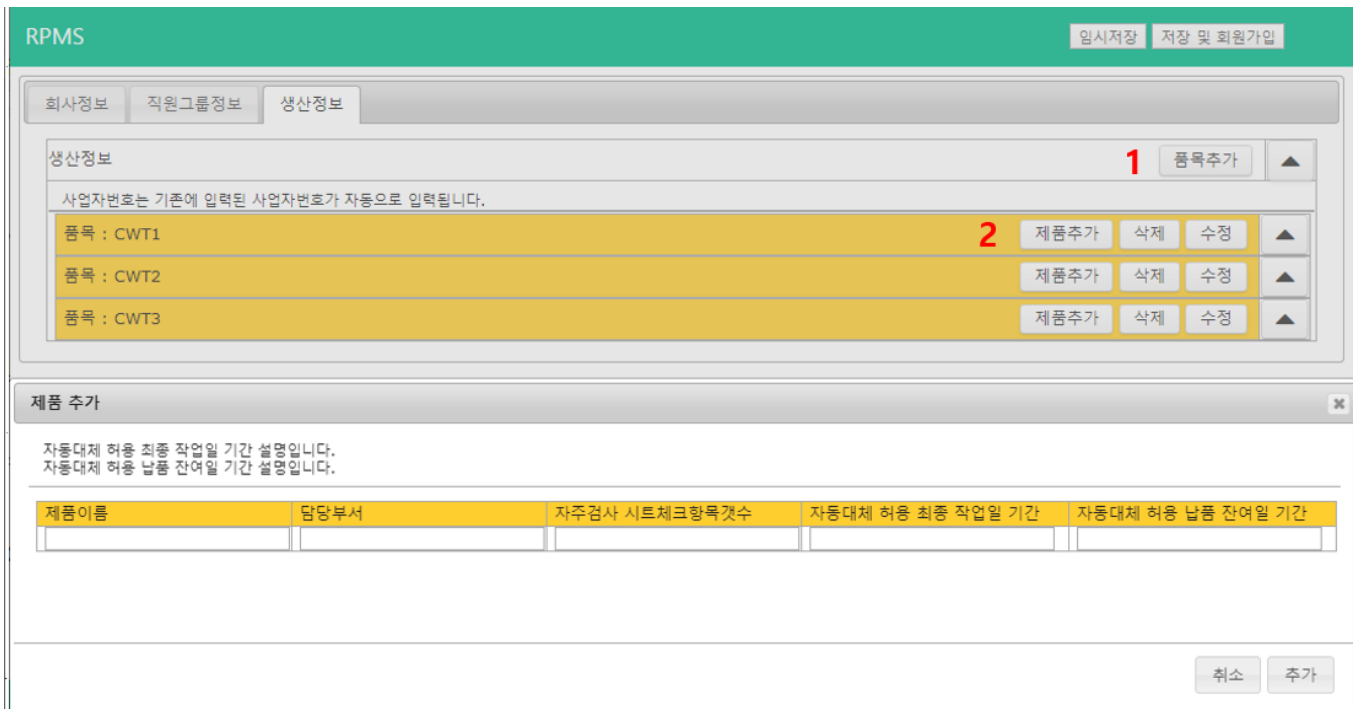 RPMS 임시저장 저장 및 회원가입
회사정보 직원그룹정보 생산정보
생산정보 1 품목추가
사업자번호는 기존에 입력된 사업자번호가 자동으로 입력됩니다.
품목 : CWT1 2 제품추가 삭제 수정
품목 : CWT2 제품추가 삭제 수정
품목 : CWT3 제품추가 삭제 수정
제품 추가
자동대체 허용 최종 작업일 기간 설명입니다.
자동대체 허용 납품 잔여일 기간 설명입니다.
제품이름 담당부서 자주검사 시트체크항목갯수 자동대체 허용 최종 작업일 기간 자동대체 허용 납품 잔여일 기간
취소 추가